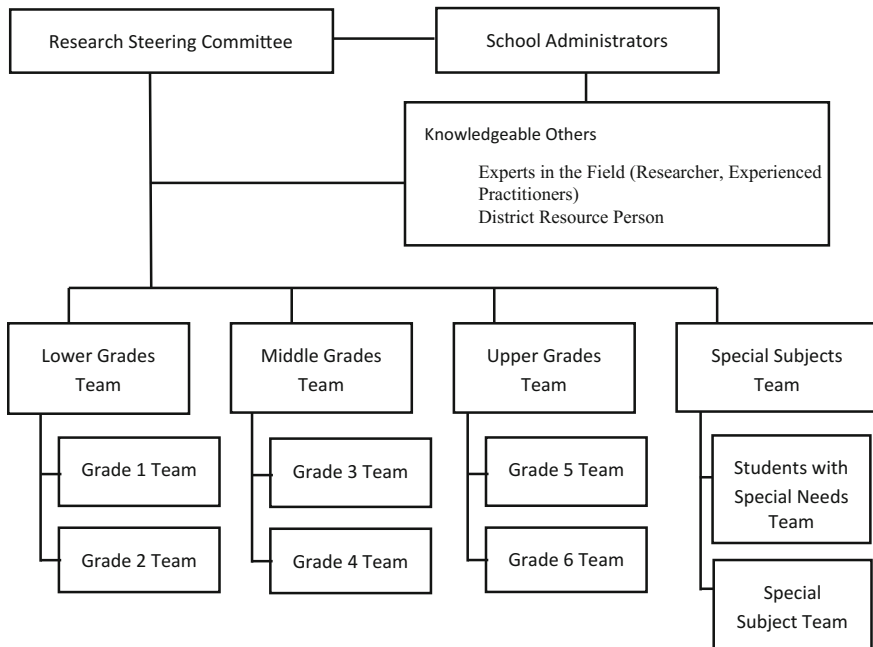 Research Steering Committee
School Administrators
Knowledgeable Others
Experts in the Field (Researcher, Experienced
Practitioners)
District Resource Person
Lower Grades
Team
Middle Grades
Team
Upper Grades
Team
Special Subjects
Team
Grade 1 Team
Grade 2 Team
Grade 3 Team
Grade 4 Team
Grade 5 Team
Grade 6 Team
Students with
Special Needs
Team
Special
Subject Team